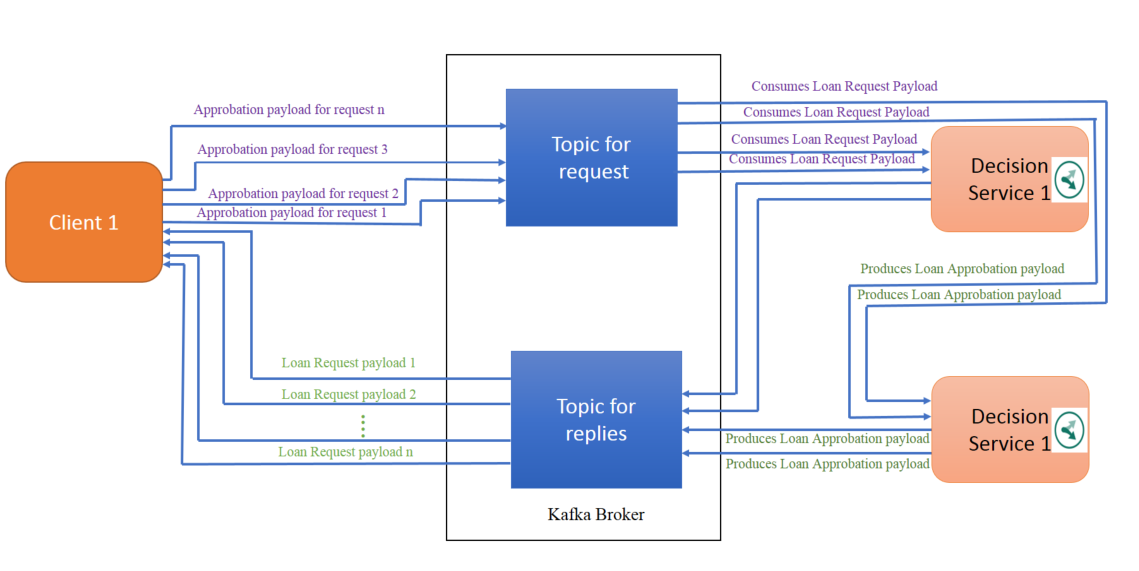 Consumes Loan Request Payload
Approbation payload for request n
Consumes Loan Request Payload
Topic for
request
Consumes Loan Request Payload
Approbation payload for request 3
Consumes Loan Request Payload
Decision
Service 1
Approbation payload for request 2
Approbation payload for request 1
Client 1
Produces Loan Approbation payload
Produces Loan Approbation payload
Loan Request payload 1
Loan Request payload 2
Loan Request payload n
Topic for
replies
Decision
Service 1
Produces Loan Approbation payload
Produces Loan Approbation payload
Kafka Broker